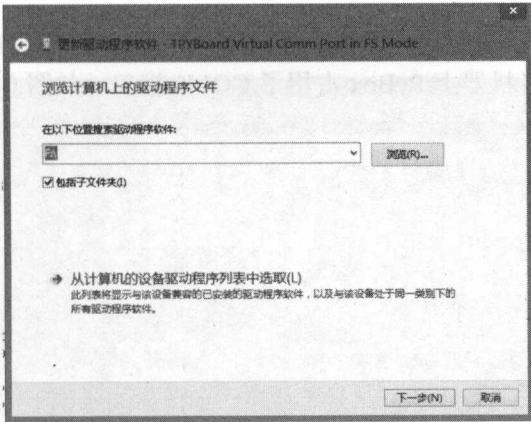 更新驱动程序软件 - TPYBoard Virtual Comm Port in FS Mode
浏览计算机上的驱动程序文件
在以下位置搜索驱动程序软件:
浏览(R)...
包括子文件夹(I)
从计算机的设备驱动程序列表中选取(L)
此列表将显示与该设备兼容的已安装的驱动程序软件，以及与该设备处于同一类别下的
所有驱动程序软件。
下一步(N) 取消